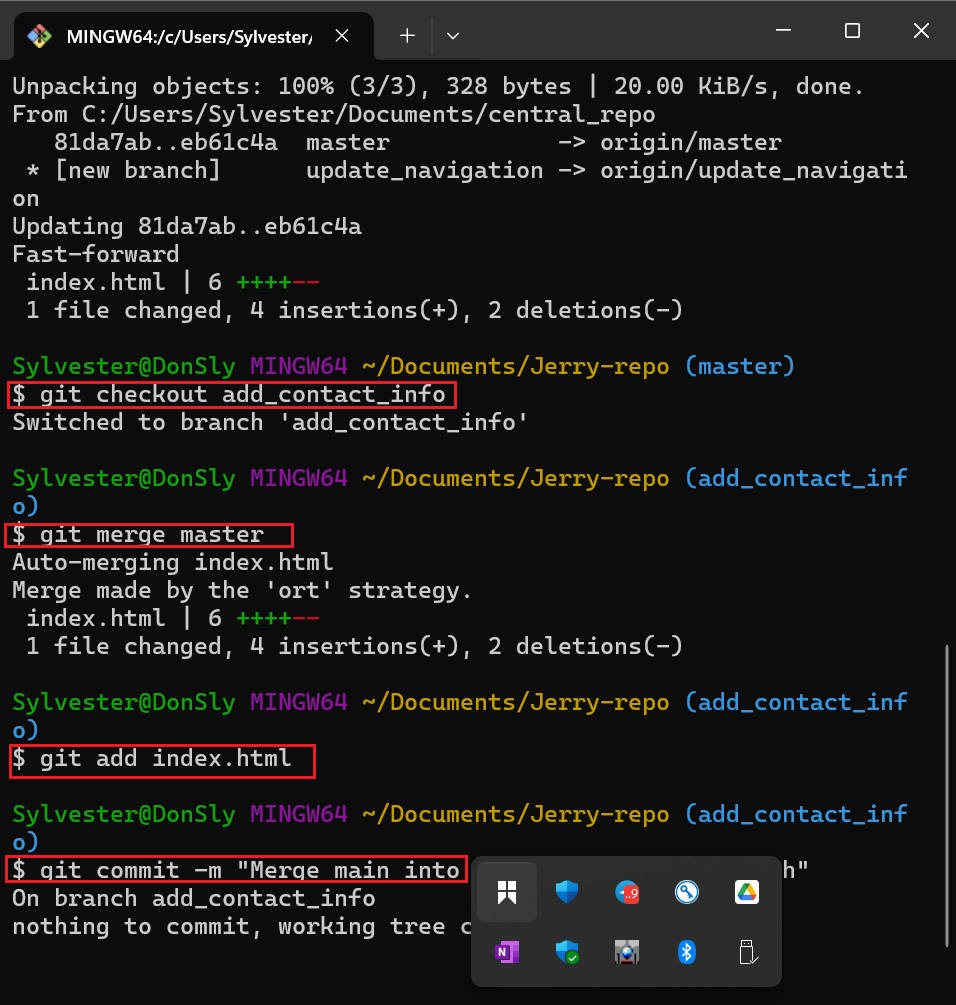 MINGW64:/c/Users/Sylvester/
Unpacking objects: 100% (3/3), 328 bytes | 20.00 KiB/s, done.
From C:/Users/Sylvester/Documents/central_repo
   81da7ab..eb61c4a  master            -> origin/master
 * [new branch]      update_navigation -> origin/update_navigati
on
Updating 81da7ab..eb61c4a
Fast-forward
 index.html | 6 ++++--
 1 file changed, 4 insertions(+), 2 deletions(-)
Sylvester@DonSly MINGW64 ~/Documents/Jerry-repo (master)
$ git checkout add_contact_info
Switched to branch 'add_contact_info'
Sylvester@DonSly MINGW64 ~/Documents/Jerry-repo (add_contact_inf
o)
$ git merge master
Auto-merging index.html
Merge made by the 'ort' strategy.
 index.html | 6 ++++--
 1 file changed, 4 insertions(+), 2 deletions(-)
Sylvester@DonSly MINGW64 ~/Documents/Jerry-repo (add_contact_inf
o)
$ git add index.html
Sylvester@DonSly MINGW64 ~/Documents/Jerry-repo (add_contact_inf
o)
$ git commit -m "Merge main into h"
On branch add_contact_info
nothing to commit, working tree c
..9
N